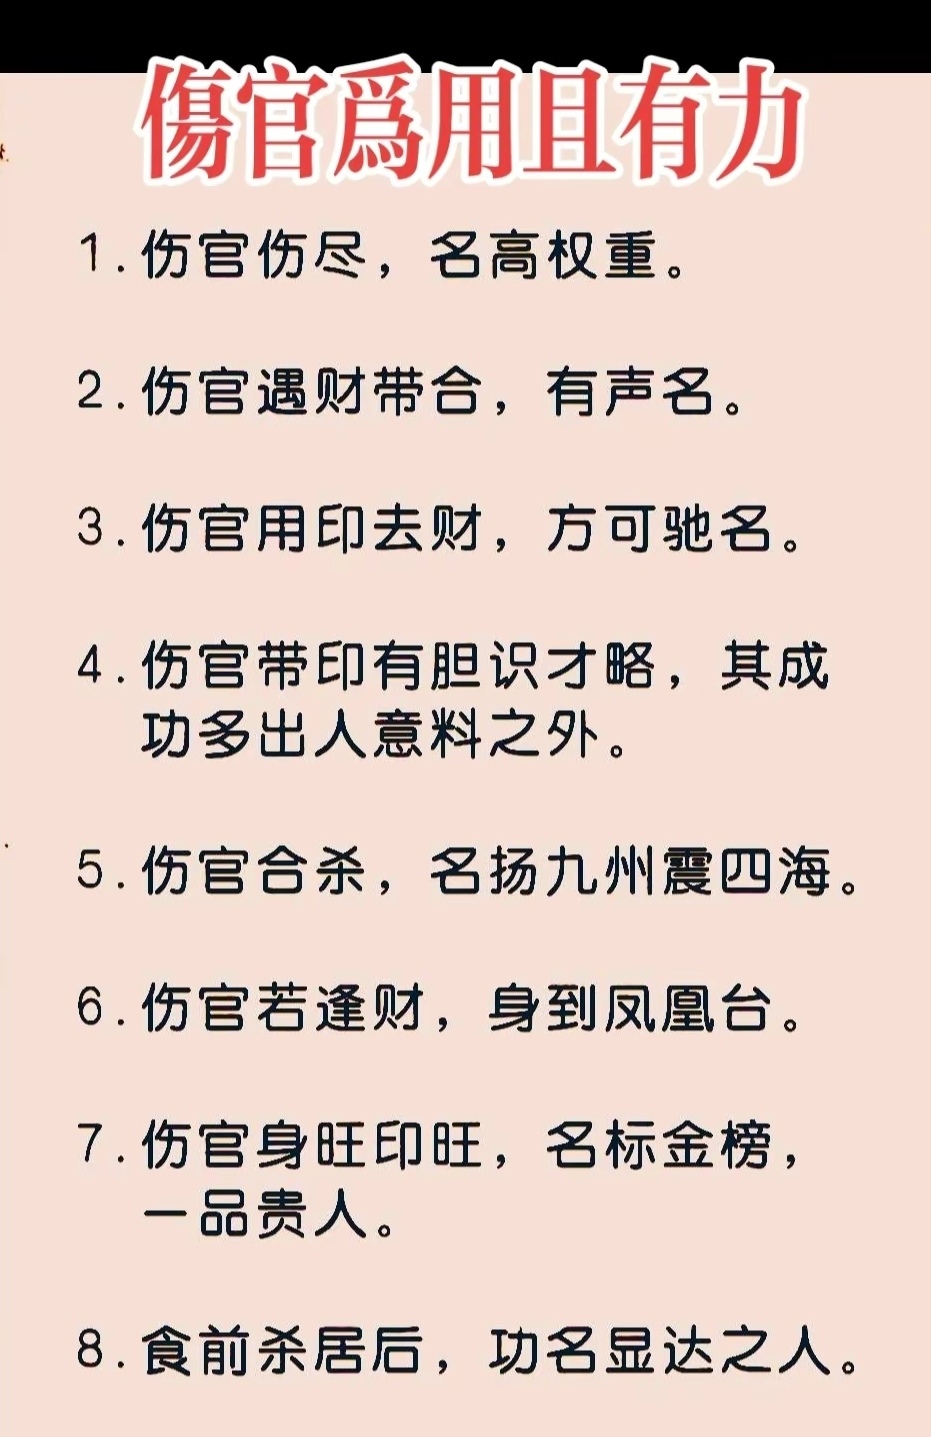 傷官爲用且有力
1.伤官伤尽，名高权重。
2.伤官遇财带合，有声名。
3.伤官用印去财，方可驰名。
4.伤官带印有胆识才略，其成
功多出人意料之外。
5.伤官合杀，名扬九州震四海。
6.伤官若逢财，身到凤凰台。
7.伤官身旺印旺，名标金榜，
一品贵人。
8.食前杀居后，功名显达之人。